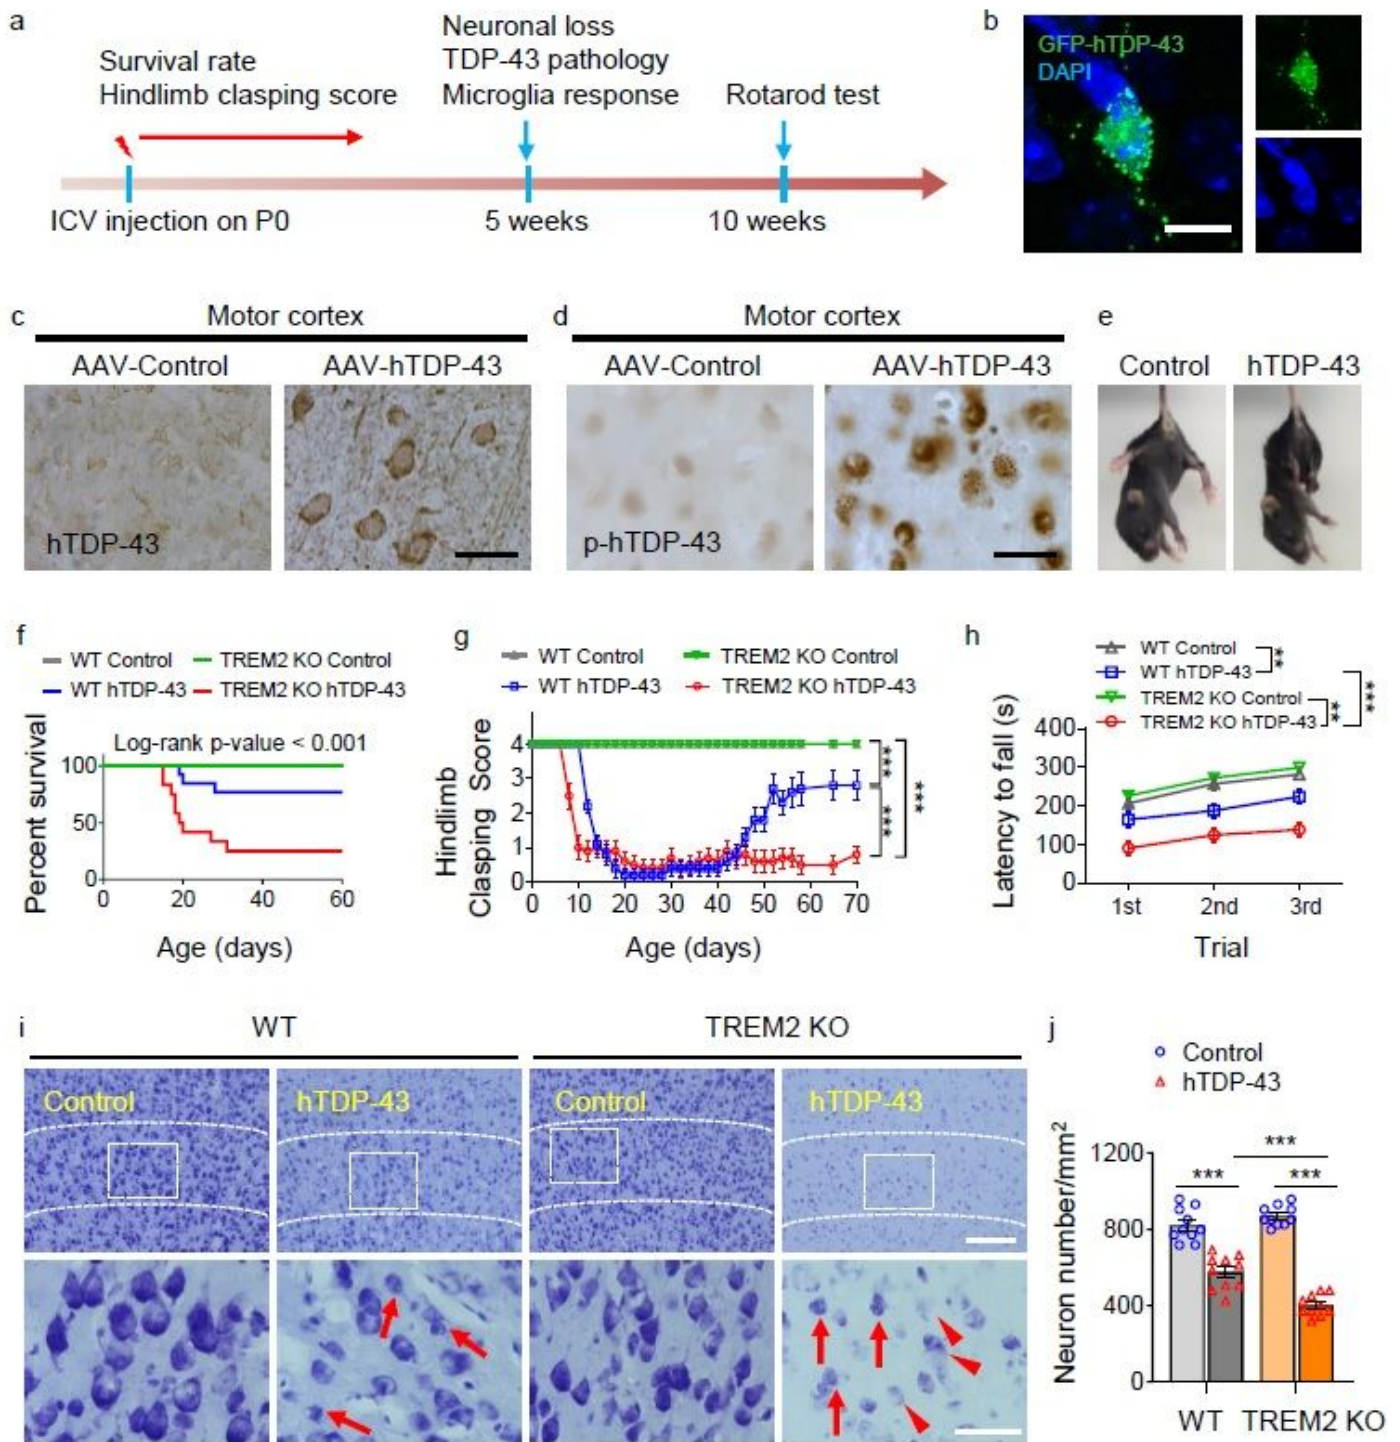 a
Survival rate
Hindlimb clasping score
Neuronal loss
TDP-43 pathology
Microglia response
Rotarod test
ICV injection on P0
5 weeks
10 weeks
b
GFP-hTDP-43
DAPI
c
Motor cortex
AAV-Control
AAV-hTDP-43
hTDP-43
d
Motor cortex
AAV-Control
AAV-hTDP-43
p-hTDP-43
e
Control
hTDP-43
f
WT Control
TREM2 KO Control
WT hTDP-43
TREM2 KO hTDP-43
Log-rank p-value < 0.001
Percent survival
100
50
0
0 20 40 60
Age (days)
g
WT Control
TREM2 KO Control
WT hTDP-43
TREM2 KO hTDP-43
Hindlimb
Clasping Score
4
3
2
1
0
0 10 20 30 40 50 60 70
Age (days)
***
***
***
h
WT Control
WT hTDP-43
TREM2 KO Control
TREM2 KO hTDP-43
**
**
***
Latency to fall (s)
400
300
200
100
0
1st 2nd 3rd
Trial
i
WT
TREM2 KO
Control
hTDP-43
Control
hTDP-43
j
Control
hTDP-43
Neuron number/mm²
1200
800
400
0
***
***
***
WT TREM2 KO